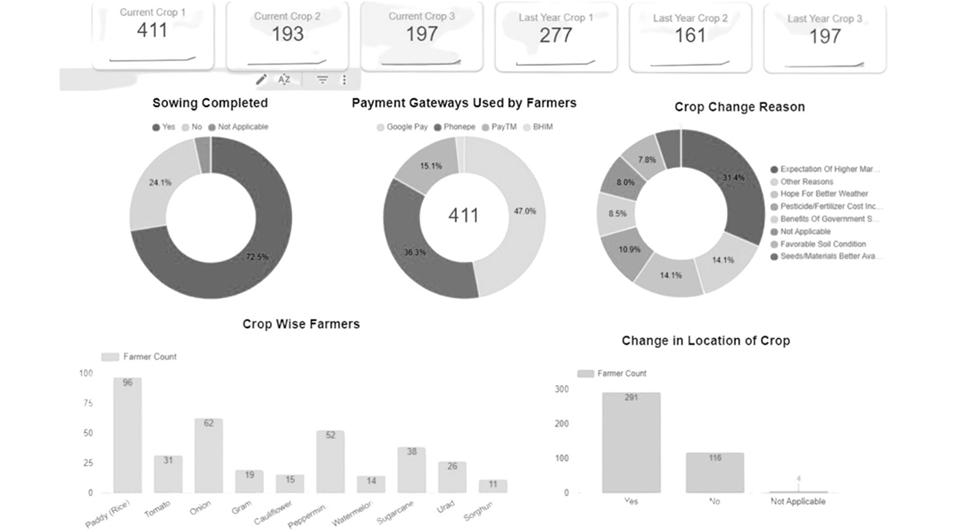 Current Crop 1
411
Current Crop 2
193
Current Crop 3
197
Last Year Crop 1
277
Last Year Crop 2
161
Last Year Crop 3
197
AZ
Sowing Completed
Yes No Not Applicable
24.1%
72.5%
Payment Gateways Used by Farmers
Google Pay Phonepe PayTM BHIM
15.1%
47.0%
411
36.3%
Crop Change Reason
7.8%
31.4%
8.0%
8.5%
10.9%
14.1%
14.1%
Expectation Of Higher Mar...
Other Reasons
Hope For Better Weather
Pesticide/Fertilizer Cost Inc...
Benefits Of Government S...
Not Applicable
Favorable Soil Condition
Seeds/Materials Better Ava...
Crop Wise Farmers
Farmer Count
100
75
50
25
0
96
31
62
19
15
52
14
38
26
11
Paddy (Rice)
Tomato
Onion
Gram
Cauliflower
Peppermin..
Watermelon
Sugarcane
Urad
Sorghum
Change in Location of Crop
Farmer Count
300
200
100
0
291
116
4
Yes
No
Not Applicable